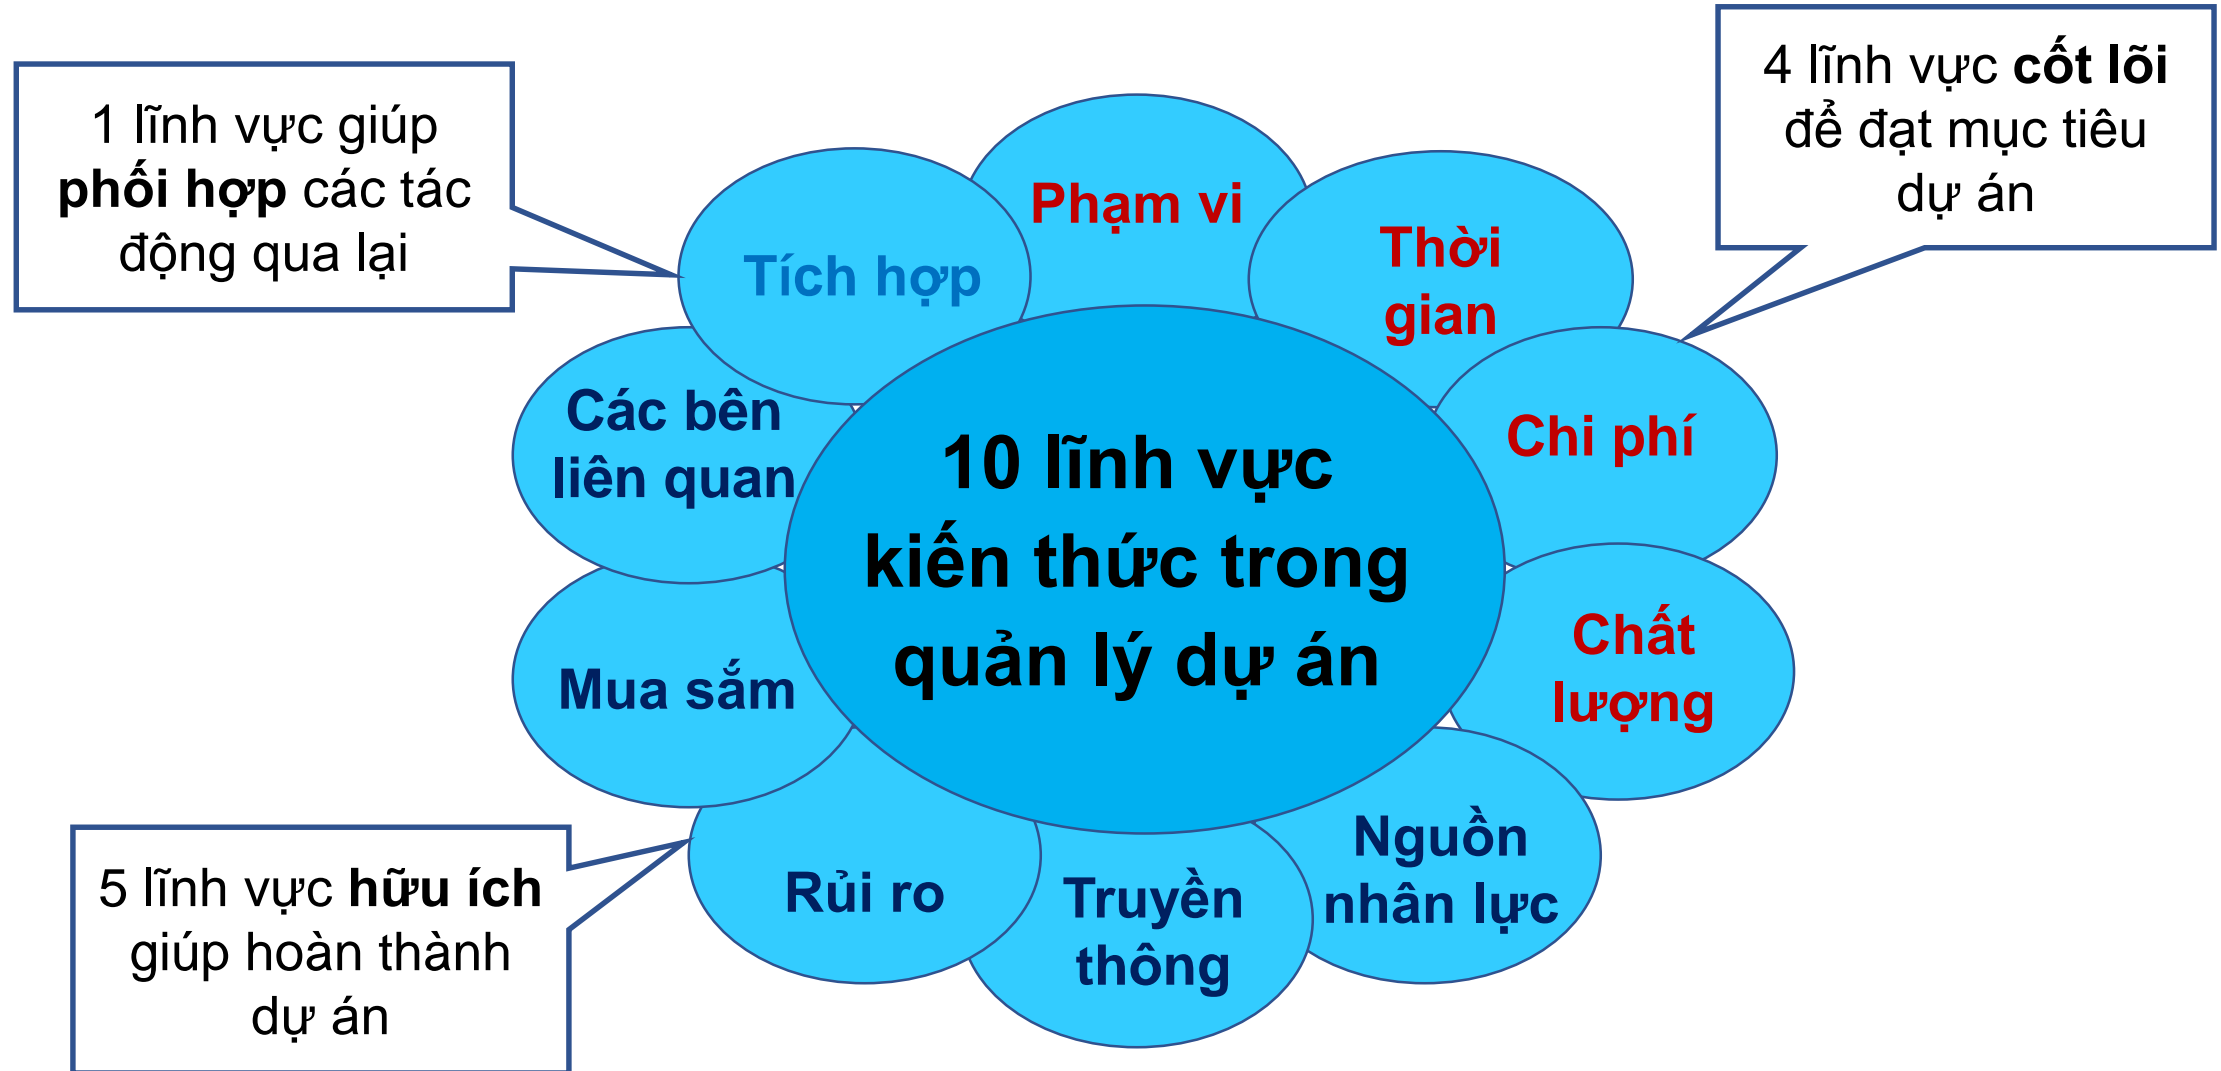 1 lĩnh vực giúp
phối hợp các tác
động qua lại
4 lĩnh vực cốt lõi
để đạt mục tiêu
dự án
Phạm vi
Thời
gian
Tích hợp
Chi phí
Các bên
liên quan
10 lĩnh vực
kiến thức trong
quản lý dự án
Chất
lượng
Mua sắm
Nguồn
nhân lực
Rủi ro
Truyền
thông
5 lĩnh vực hữu ích
giúp hoàn thành
dự án